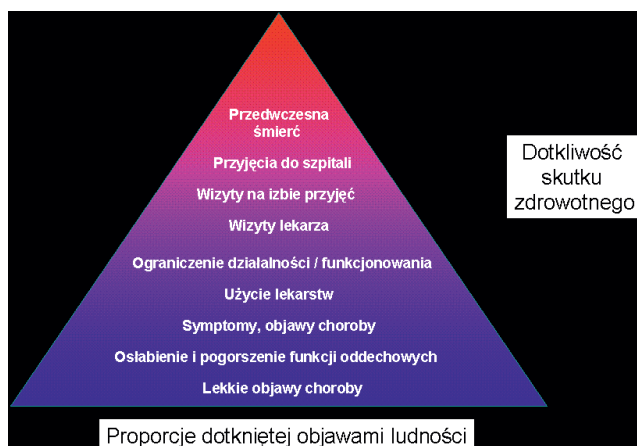 Przedwczesna
śmierć
Przyjęcia do szpitali
Wizyty na izbie przyjęć
Wizyty lekarza
Ograniczenie działalności / funkcjonowania
Użycie lekarstw
Symptomy, objawy choroby
Osłabienie i pogorszenie funkcji oddechowych
Lekkie objawy choroby
Dotkliwość
skutku
zdrowotnego
Proporcje dotkniętej objawami ludności